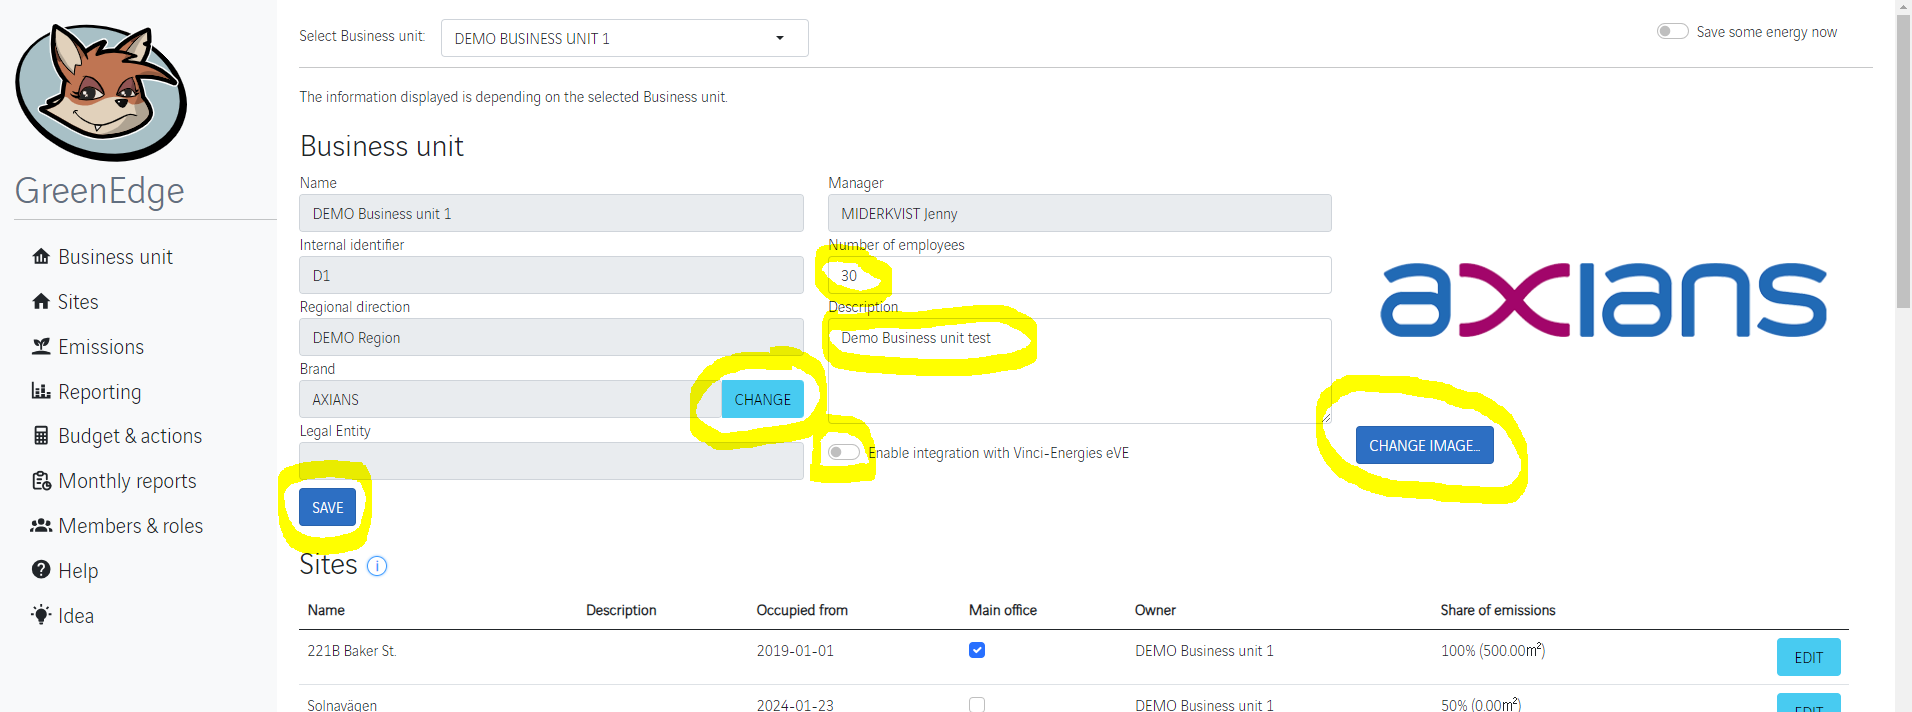 Select Business unit: DEMO BUSINESS UNIT 1 Save some energy now
The information displayed is depending on the selected Business unit.
GreenEdge
Business unit
Sites
Emissions
Reporting
Budget & actions
Monthly reports
Members & roles
Help
Idea
Business unit
Name
DEMO Business unit 1
Internal identifier
D1
Regional direction
DEMO Region
Brand
AXIANS CHANGE
Legal Entity
SAVE
Manager
MIDERKVIST Jenny
Number of employees
30
Description
Demo Business unit test
Enable integration with Vinci-Energies eVE
axians
CHANGE IMAGE...
Sites i
Name Description Occupied from Main office Owner Share of emissions
221B Baker St. 2019-01-01 DEMO Business unit 1 100% (500.00m²) EDIT
Solnavägen 2024-01-23 DEMO Business unit 1 50% (0.00m²) EDIT